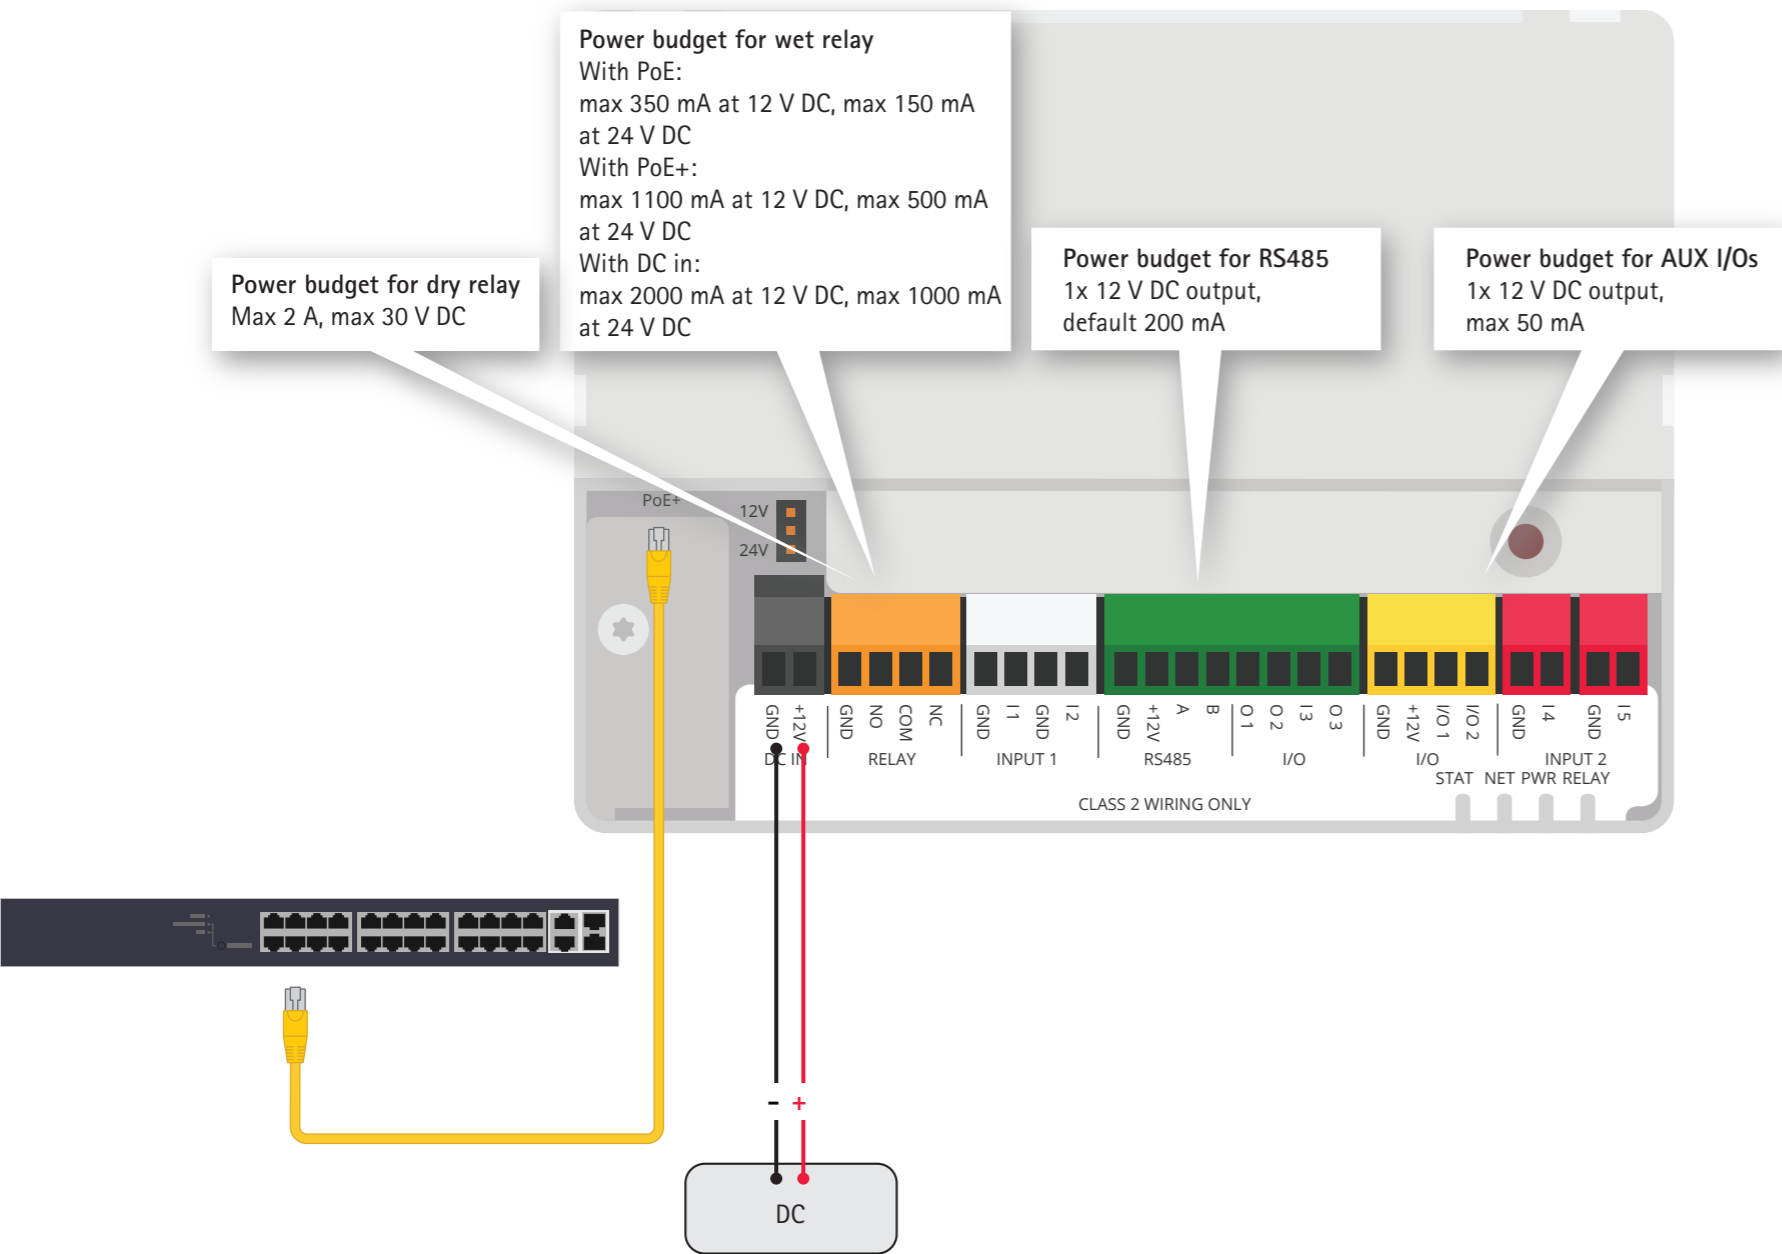 Power budget for wet relay
With PoE:
max 350 mA at 12 V DC, max 150 mA
at 24 V DC
With PoE+:
max 1100 mA at 12 V DC, max 500 mA
at 24 V DC
With DC in:
max 2000 mA at 12 V DC, max 1000 mA
at 24 V DC
Power budget for dry relay
Max 2 A, max 30 V DC
Power budget for RS485
1x 12 V DC output,
default 200 mA
Power budget for AUX I/Os
1x 12 V DC output,
max 50 mA
PoE+
12V
24V
GND +12V GND NO COM NC GND I1 GND I2 GND +12V A B O1 O2 I3 O3 GND +12V I/O 1 I/O 2 GND I4 GND I5
DC IN RELAY INPUT 1 RS485 I/O I/O INPUT 2
STAT NET PWR RELAY
CLASS 2 WIRING ONLY
- +
DC